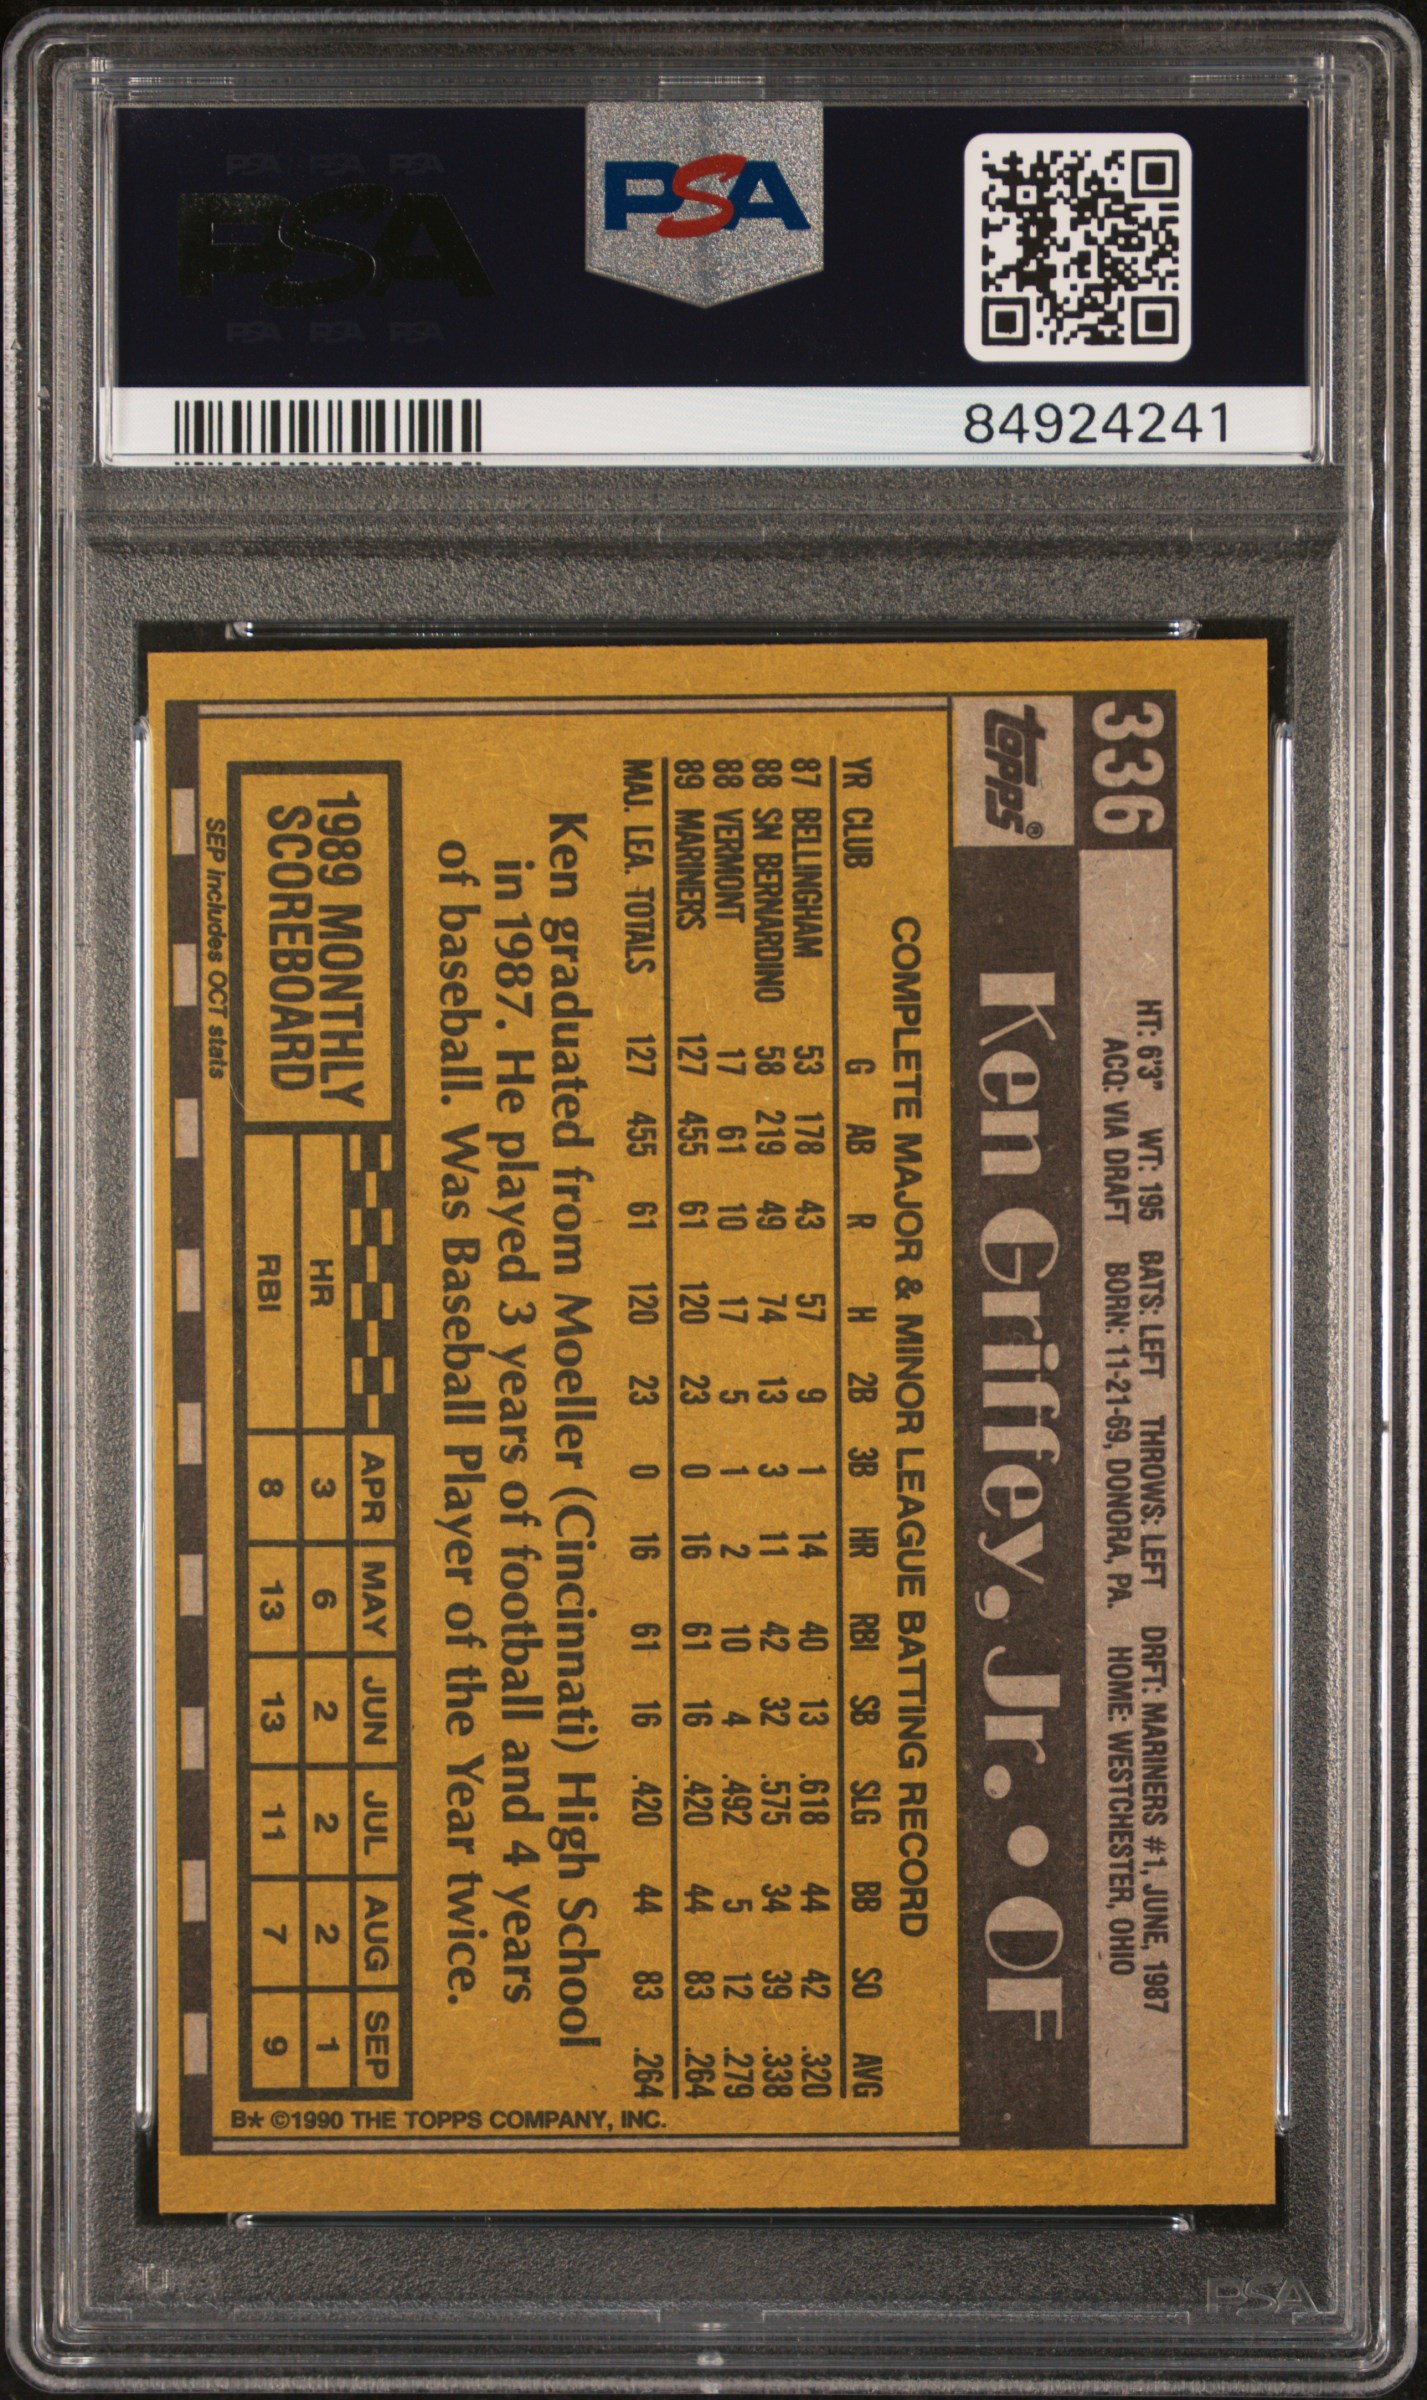 PSA PSA PSA
PSA
PSA PSA PSA
PSA
84924241
336
HT: 6'3" WT: 195 BATS: LEFT THROWS: LEFT DRFT: MARINERS #1, JUNE, 1987
ACQ: VIA DRAFT BORN: 11-21-69, DONORA, PA. HOME: WESTCHESTER, OHIO
topps®
Ken Griffey, Jr. • OF
COMPLETE MAJOR & MINOR LEAGUE BATTING RECORD
YR CLUB G AB R H 2B 3B HR RBI SB SLG BB SO AVG
87 BELLINGHAM 53 178 43 57 9 1 14 40 13 .618 44 42 .320
88 SN BERNARDINO 58 219 49 74 13 3 11 42 32 .575 34 39 .338
88 VERMONT 17 61 10 17 5 1 2 10 4 .492 5 12 .279
89 MARINERS 127 455 61 120 23 0 16 61 16 .420 44 83 .264
MAJ. LEA. TOTALS 127 455 61 120 23 0 16 61 16 .420 44 83 .264
Ken graduated from Moeller (Cincinnati) High School
in 1987. He played 3 years of football and 4 years
of baseball. Was Baseball Player of the Year twice.
1989 MONTHLY
SCOREBOARD
APR MAY JUN JUL AUG SEP
HR 3 6 2 2 2 1
RBI 8 13 13 11 7 9
SEP includes OCT stats
B* ©1990 THE TOPPS COMPANY, INC.
PSA